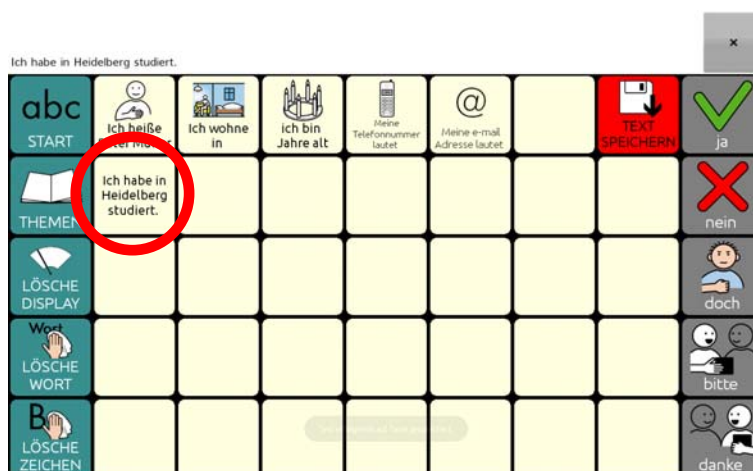 ×
Ich habe in Heidelberg studiert.
abc
START
Ich heiße
Ich wohne
in
ich bin
Jahre alt
Meine
Telefonnummer
lautet
@
Meine e-mail
Adresse lautet
TEXT
SPEICHERN
ja
THEMEN
Ich habe in
Heidelberg
studiert.
nein
LÖSCHE
DISPLAY
doch
Wort
LÖSCHE
WORT
bitte
B
LÖSCHE
ZEICHEN
danke